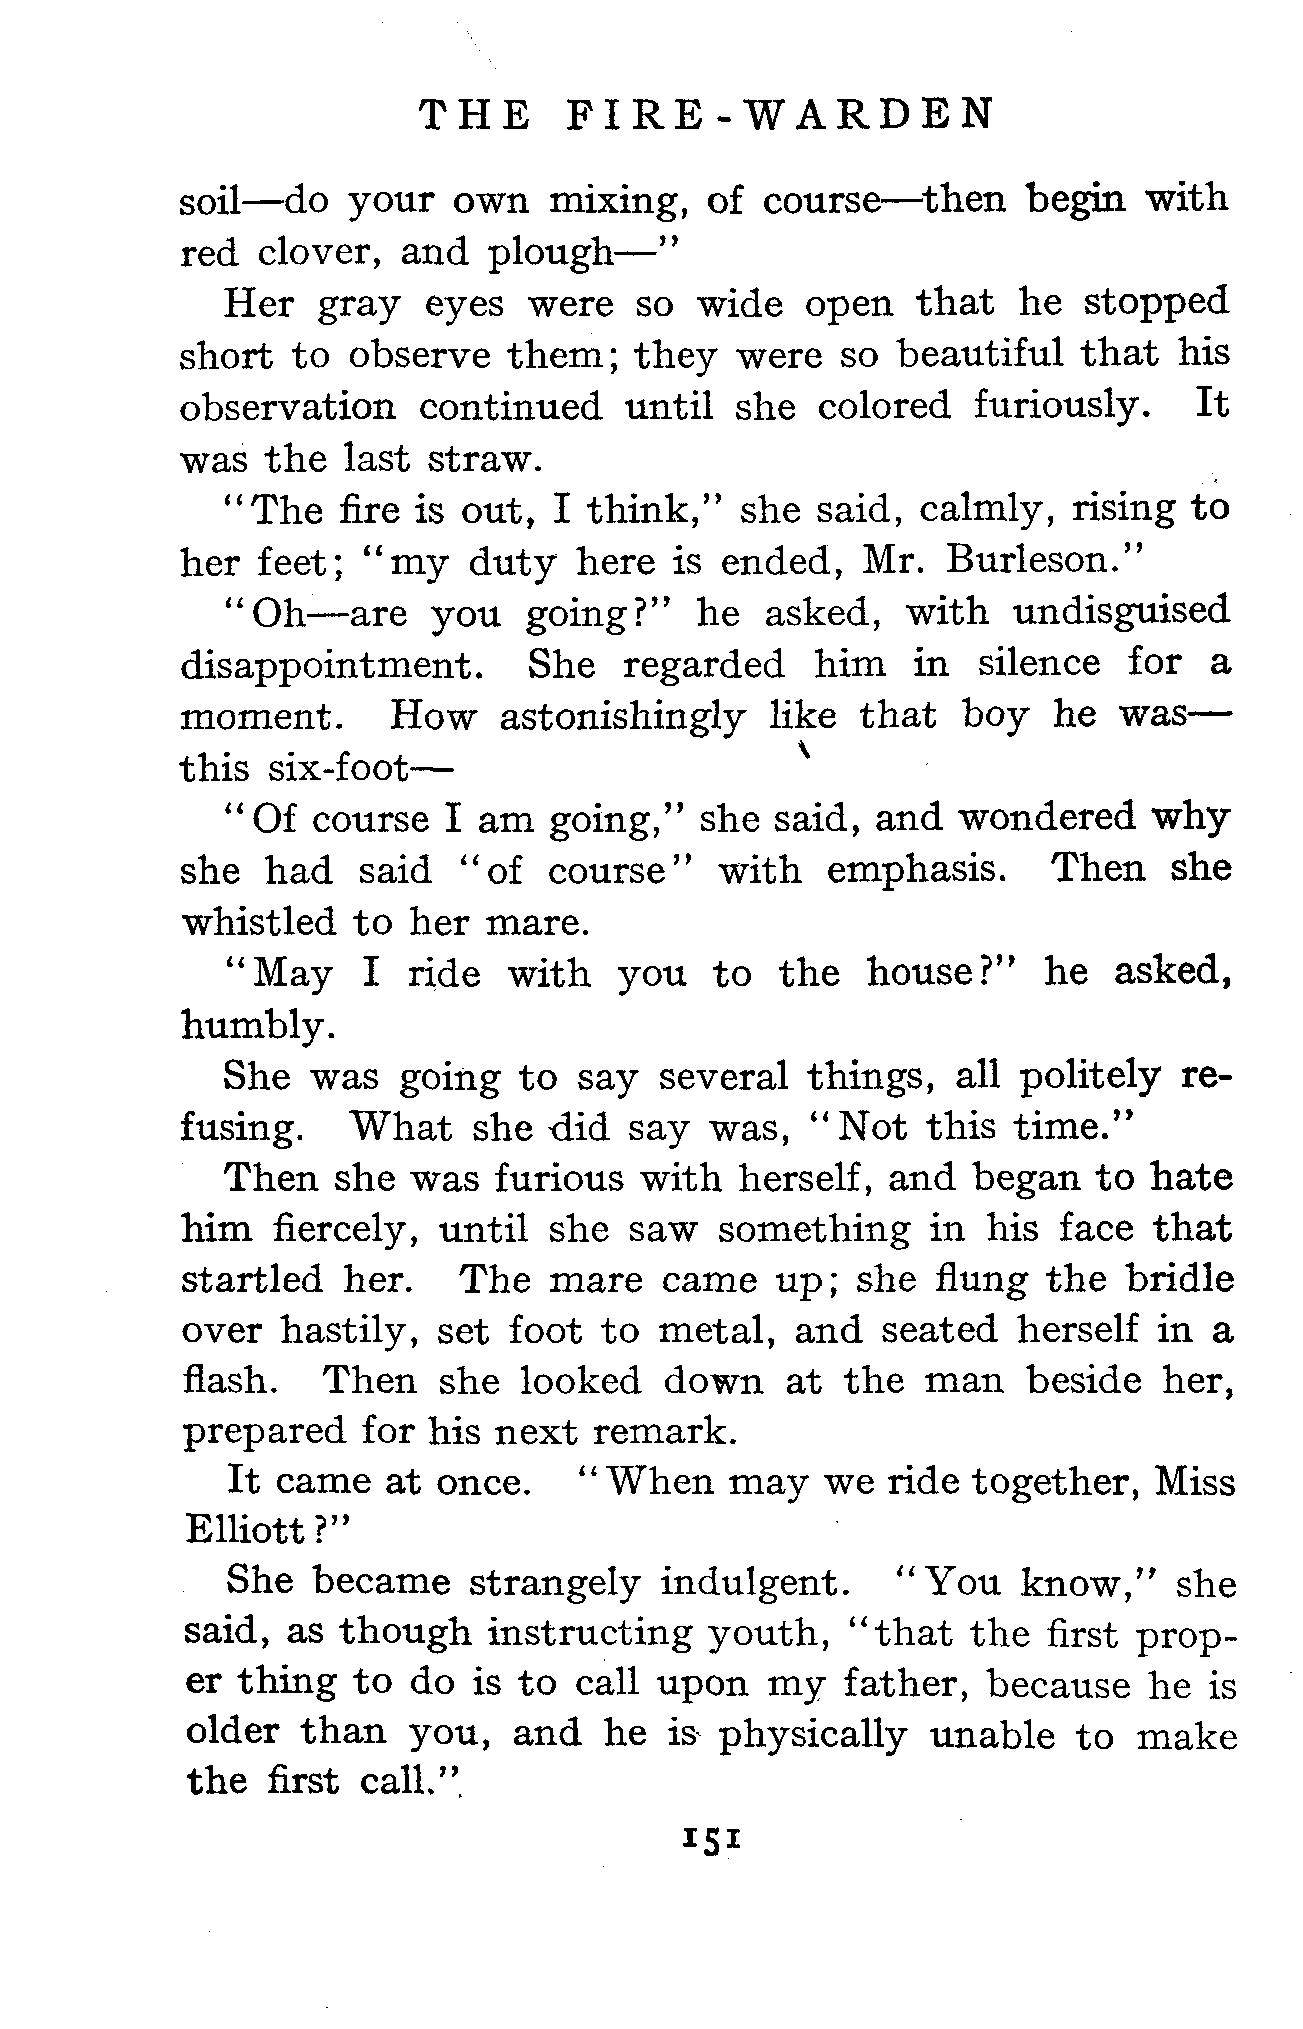 THE FIRE-WARDEN
soil—do your own mixing, of course—then begin with
red clover, and plough—"
Her gray eyes were so wide open that he stopped
short to observe them; they were so beautiful that his
observation continued until she colored furiously. It
was the last straw.
"The fire is out, I think," she said, calmly, rising to
her feet; "my duty here is ended, Mr. Burleson."
"Oh—are you going?" he asked, with undisguised
disappointment. She regarded him in silence for a
moment. How astonishingly like that boy he was—
this six-foot—
"Of course I am going," she said, and wondered why
she had said "of course" with emphasis. Then she
whistled to her mare.
"May I ride with you to the house?" he asked,
humbly.
She was going to say several things, all politely re-
fusing. What she did say was, "Not this time."
Then she was furious with herself, and began to hate
him fiercely, until she saw something in his face that
startled her. The mare came up; she flung the bridle
over hastily, set foot to metal, and seated herself in a
flash. Then she looked down at the man beside her,
prepared for his next remark.
It came at once. "When may we ride together, Miss
Elliott?"
She became strangely indulgent. "You know," she
said, as though instructing youth, "that the first prop-
er thing to do is to call upon my father, because he is
older than you, and he is physically unable to make
the first call."
151